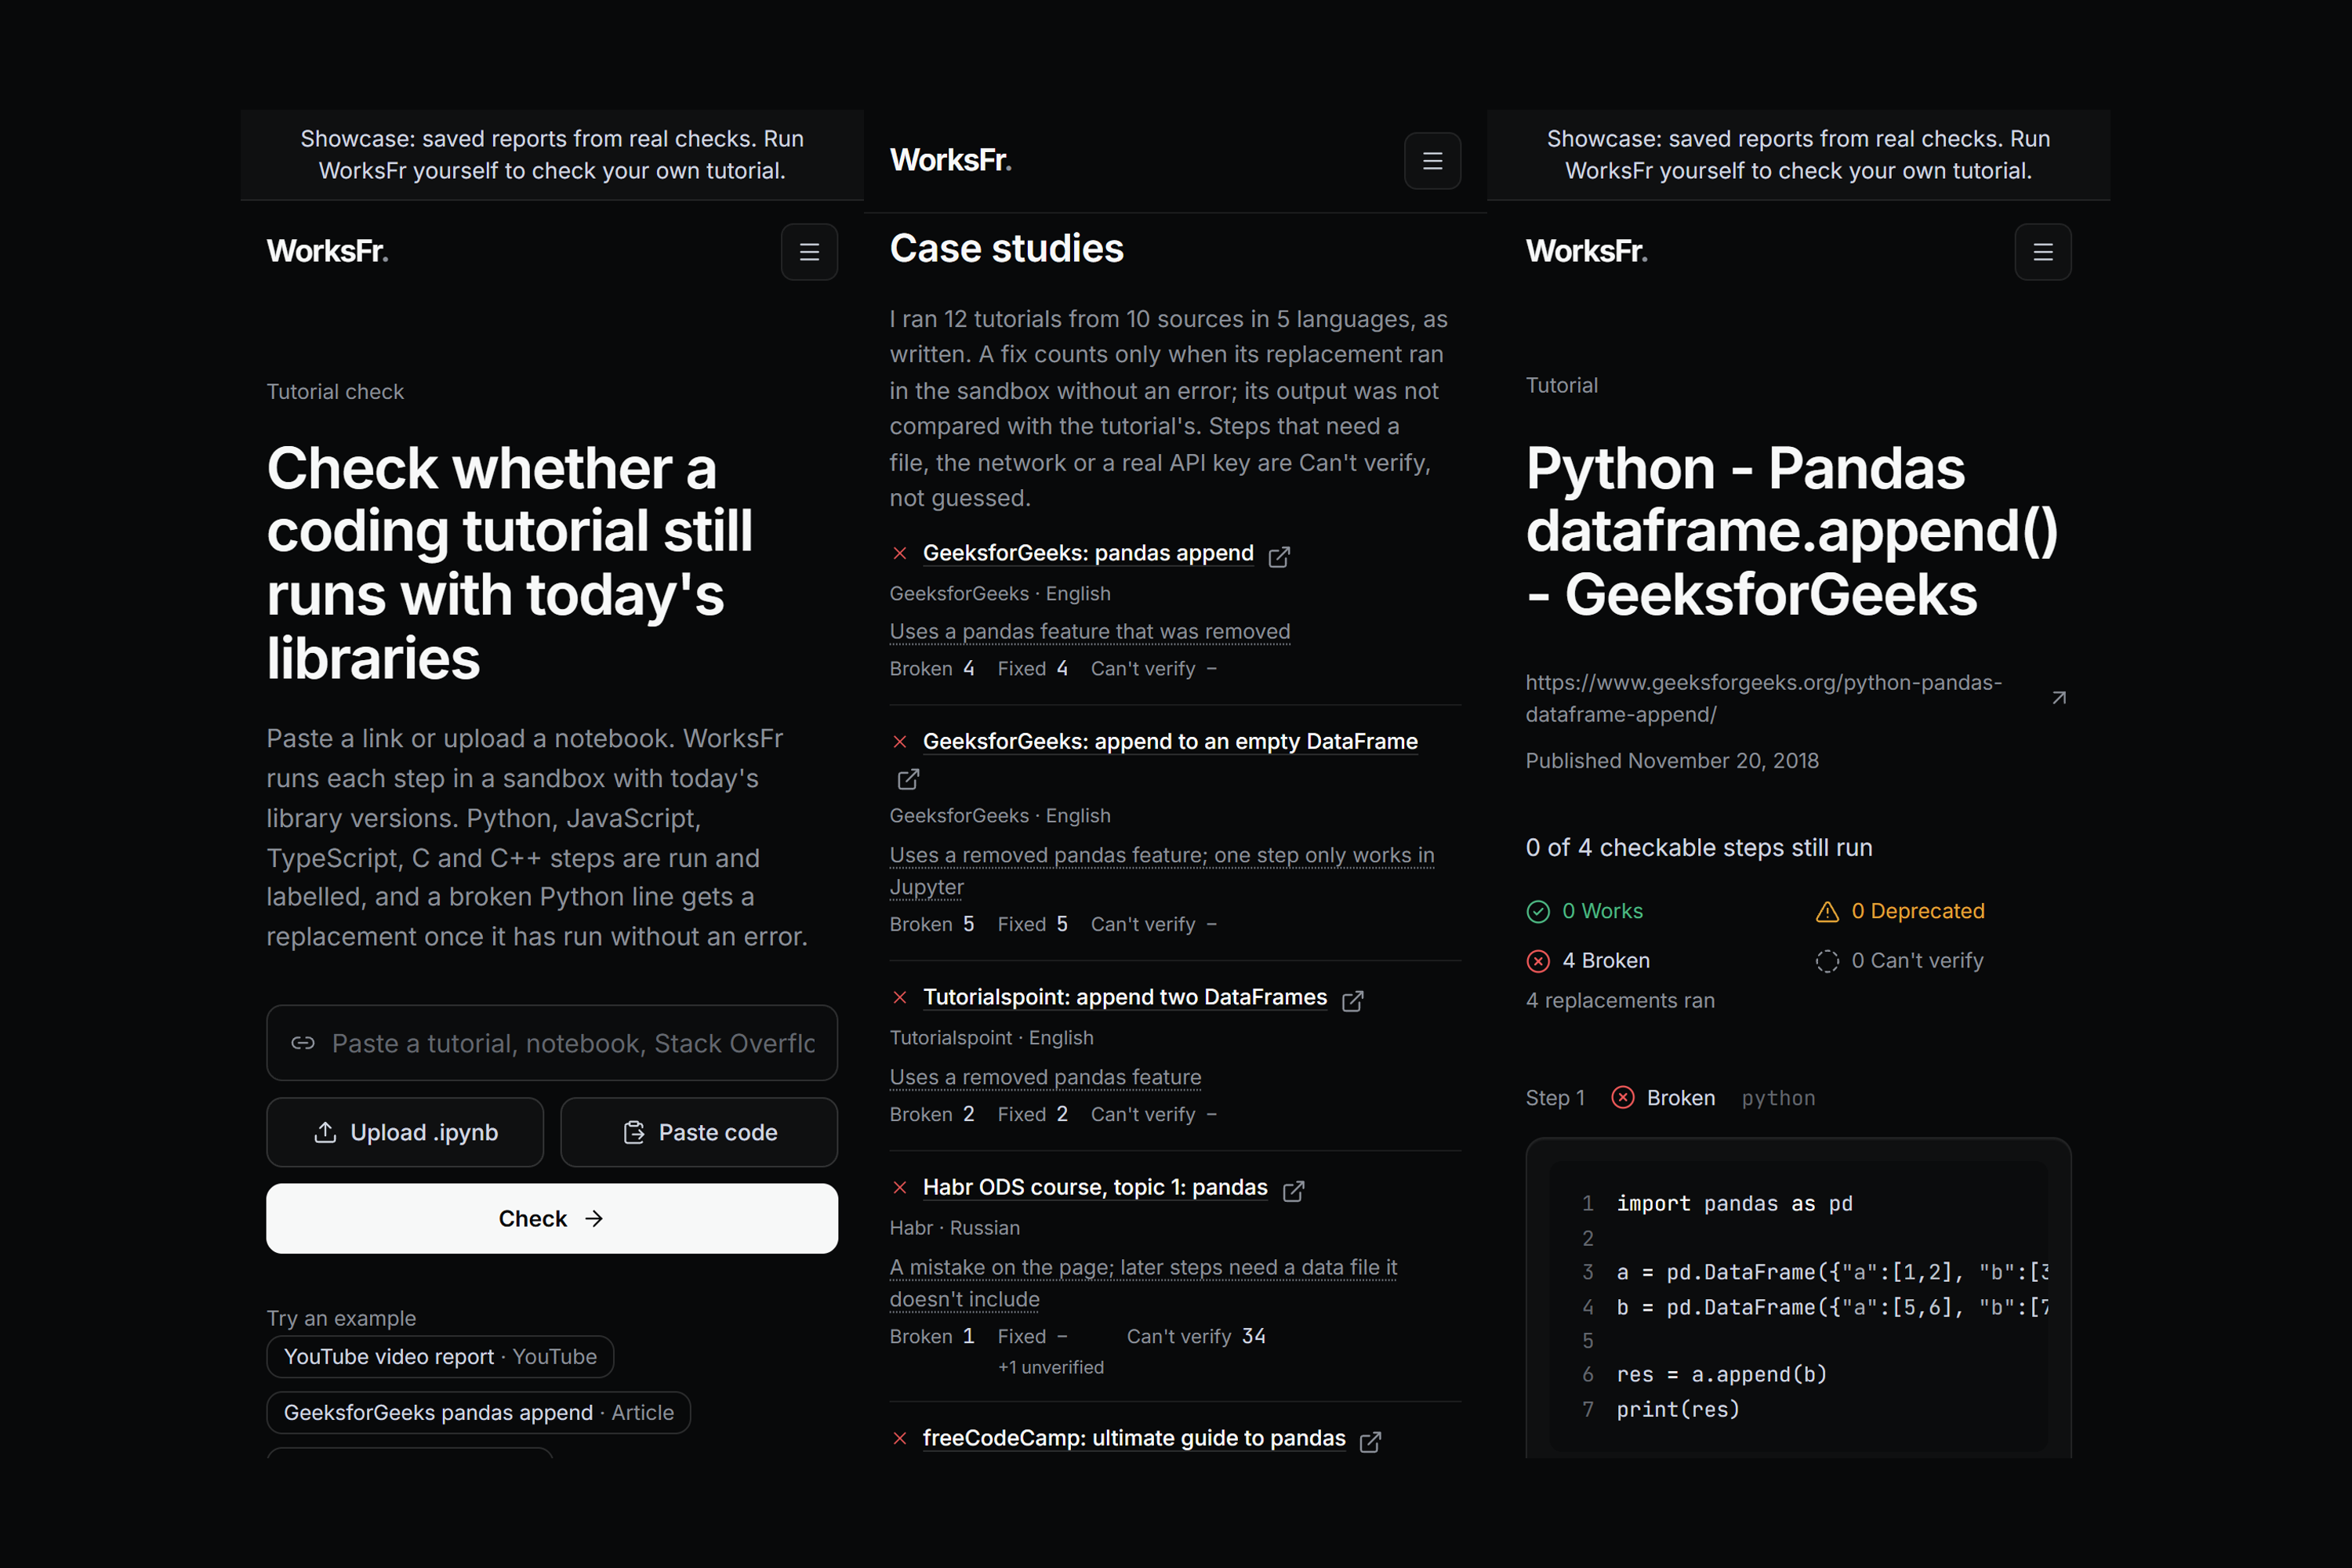 Showcase: saved reports from real checks. Run
WorksFr yourself to check your own tutorial.
WorksFr.
Tutorial check
Check whether a
coding tutorial still
runs with today's
libraries
Paste a link or upload a notebook. WorksFr
runs each step in a sandbox with today's
library versions. Python, JavaScript,
TypeScript, C and C++ steps are run and
labelled, and a broken Python line gets a
replacement once it has run without an error.
Paste a tutorial, notebook, Stack Overflo
Upload .ipynb
Paste code
Check →
Try an example
YouTube video report · YouTube
GeeksforGeeks pandas append · Article
WorksFr.
Case studies
I ran 12 tutorials from 10 sources in 5 languages, as
written. A fix counts only when its replacement ran
in the sandbox without an error; its output was not
compared with the tutorial's. Steps that need a
file, the network or a real API key are Can't verify,
not guessed.
GeeksforGeeks: pandas append
GeeksforGeeks · English
Uses a pandas feature that was removed
Broken 4 Fixed 4 Can't verify –
GeeksforGeeks: append to an empty DataFrame
GeeksforGeeks · English
Uses a removed pandas feature; one step only works in
Jupyter
Broken 5 Fixed 5 Can't verify –
Tutorialspoint: append two DataFrames
Tutorialspoint · English
Uses a removed pandas feature
Broken 2 Fixed 2 Can't verify –
Habr ODS course, topic 1: pandas
Habr · Russian
A mistake on the page; later steps need a data file it
doesn't include
Broken 1 Fixed – Can't verify 34
+1 unverified
freeCodeCamp: ultimate guide to pandas
Showcase: saved reports from real checks. Run
WorksFr yourself to check your own tutorial.
WorksFr.
Tutorial
Python - Pandas
dataframe.append()
- GeeksforGeeks
https://www.geeksforgeeks.org/python-pandas-
dataframe-append/
Published November 20, 2018
0 of 4 checkable steps still run
0 Works
0 Deprecated
4 Broken
0 Can't verify
4 replacements ran
Step 1 Broken python
1 import pandas as pd
2
3 a = pd.DataFrame({"a":[1,2], "b":[3
4 b = pd.DataFrame({"a":[5,6], "b":[7
5
6 res = a.append(b)
7 print(res)